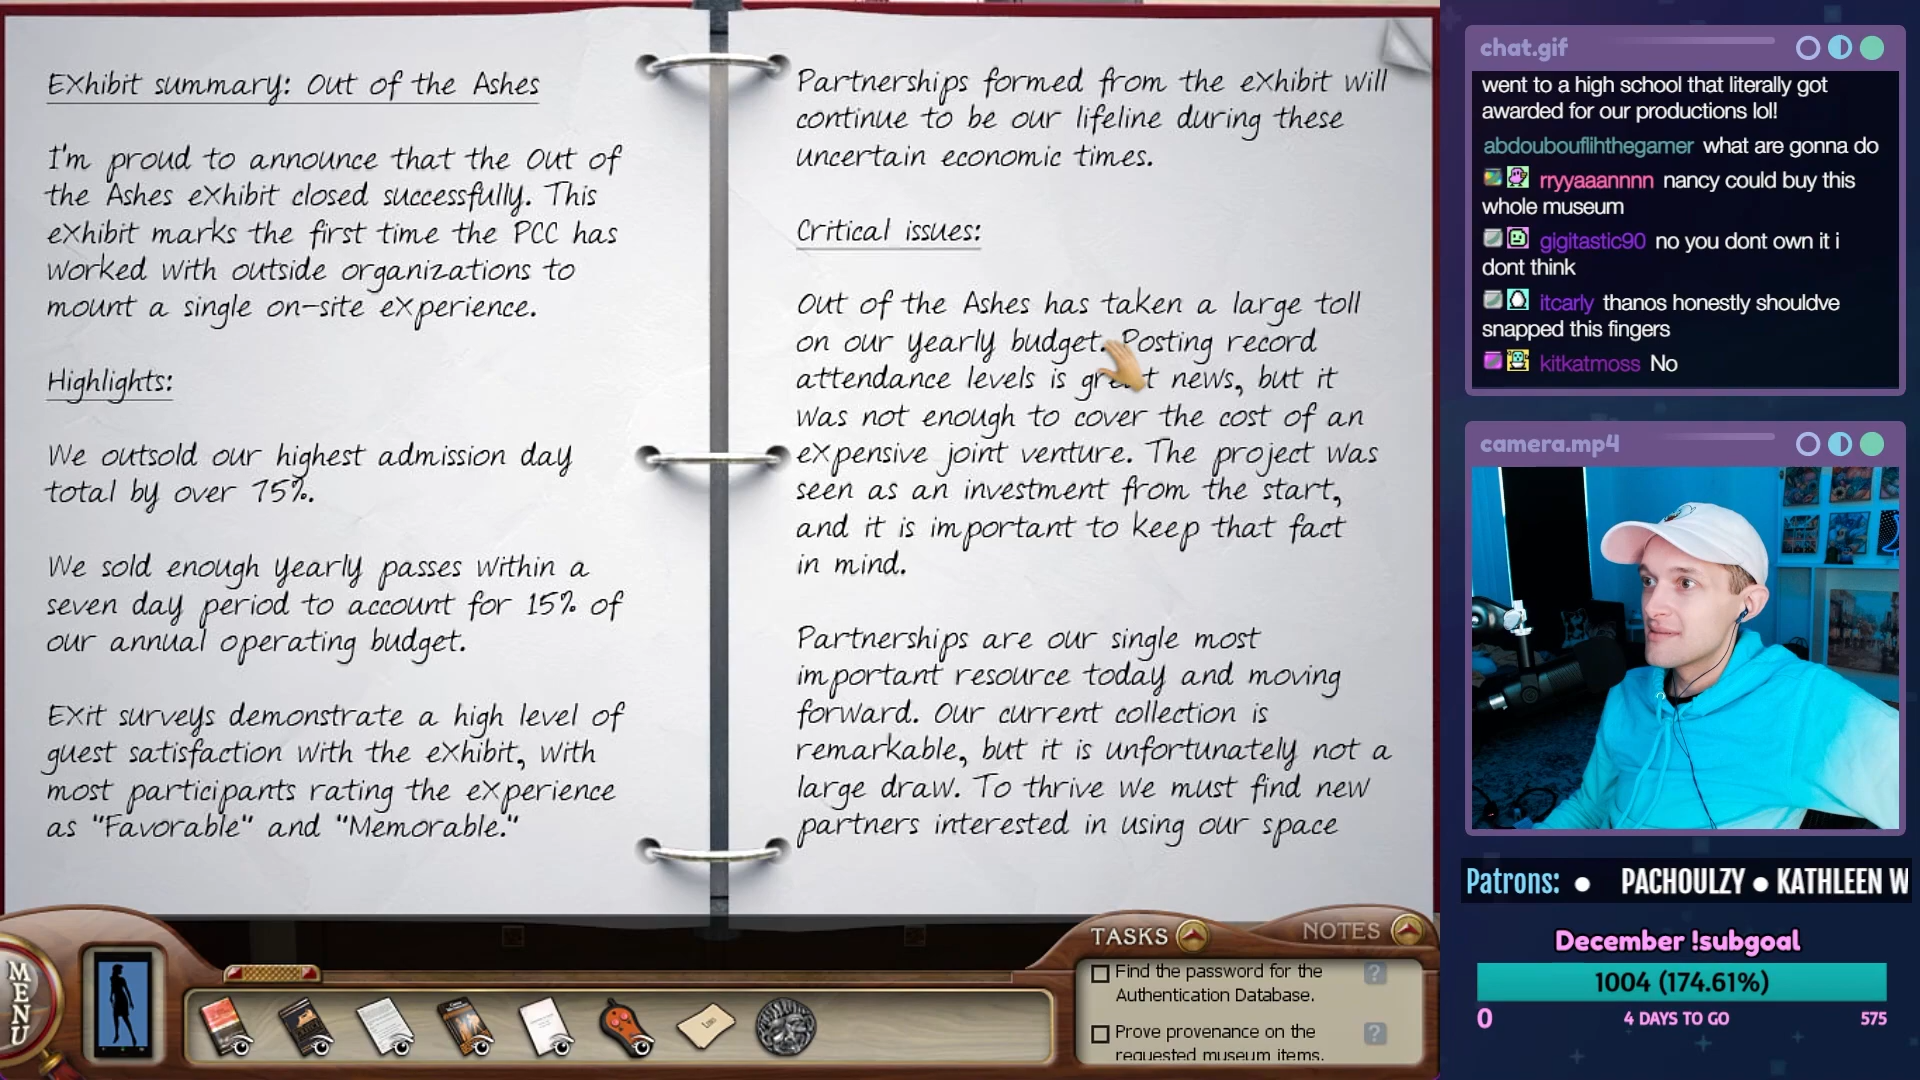 Exhibit summary: Out of the Ashes
I'm proud to announce that the Out of
the Ashes exhibit closed successfully. This
exhibit marks the first time the PCC has
worked with outside organizations to
mount a single on-site experience.
Highlights:
We outsold our highest admission day
total by over 75%.
We sold enough yearly passes within a
seven day period to account for 15% of
our annual operating budget.
Exit surveys demonstrate a high level of
guest satisfaction with the exhibit, with
most participants rating the experience
as "Favorable" and "Memorable."
Partnerships formed from the exhibit will
continue to be our lifeline during these
uncertain economic times.
Critical issues:
Out of the Ashes has taken a large toll
on our yearly budget. Posting record
attendance levels is great news, but it
was not enough to cover the cost of an
expensive joint venture. The project was
seen as an investment from the start,
and it is important to keep that fact
in mind.
Partnerships are our single most
important resource today and moving
forward. Our current collection is
remarkable, but it is unfortunately not a
large draw. To thrive we must find new
partners interested in using our space
MENU
TASKS
NOTES
Find the password for the
Authentication Database.
?
Prove provenance on the
requested museum items.
?
chat.gif
went to a high school that literally got
awarded for our productions lol!
abdoubouflihthegamer what are gonna do
rryyaaannnn nancy could buy this
whole museum
gigitastic90 no you dont own it i
dont think
itcarly thanos honestly shouldve
snapped this fingers
kitkatmoss No
camera.mp4
Patrons: ● PACHOULZY ● KATHLEEN W
December !subgoal
1004 (174.61%)
0 4 DAYS TO GO 575